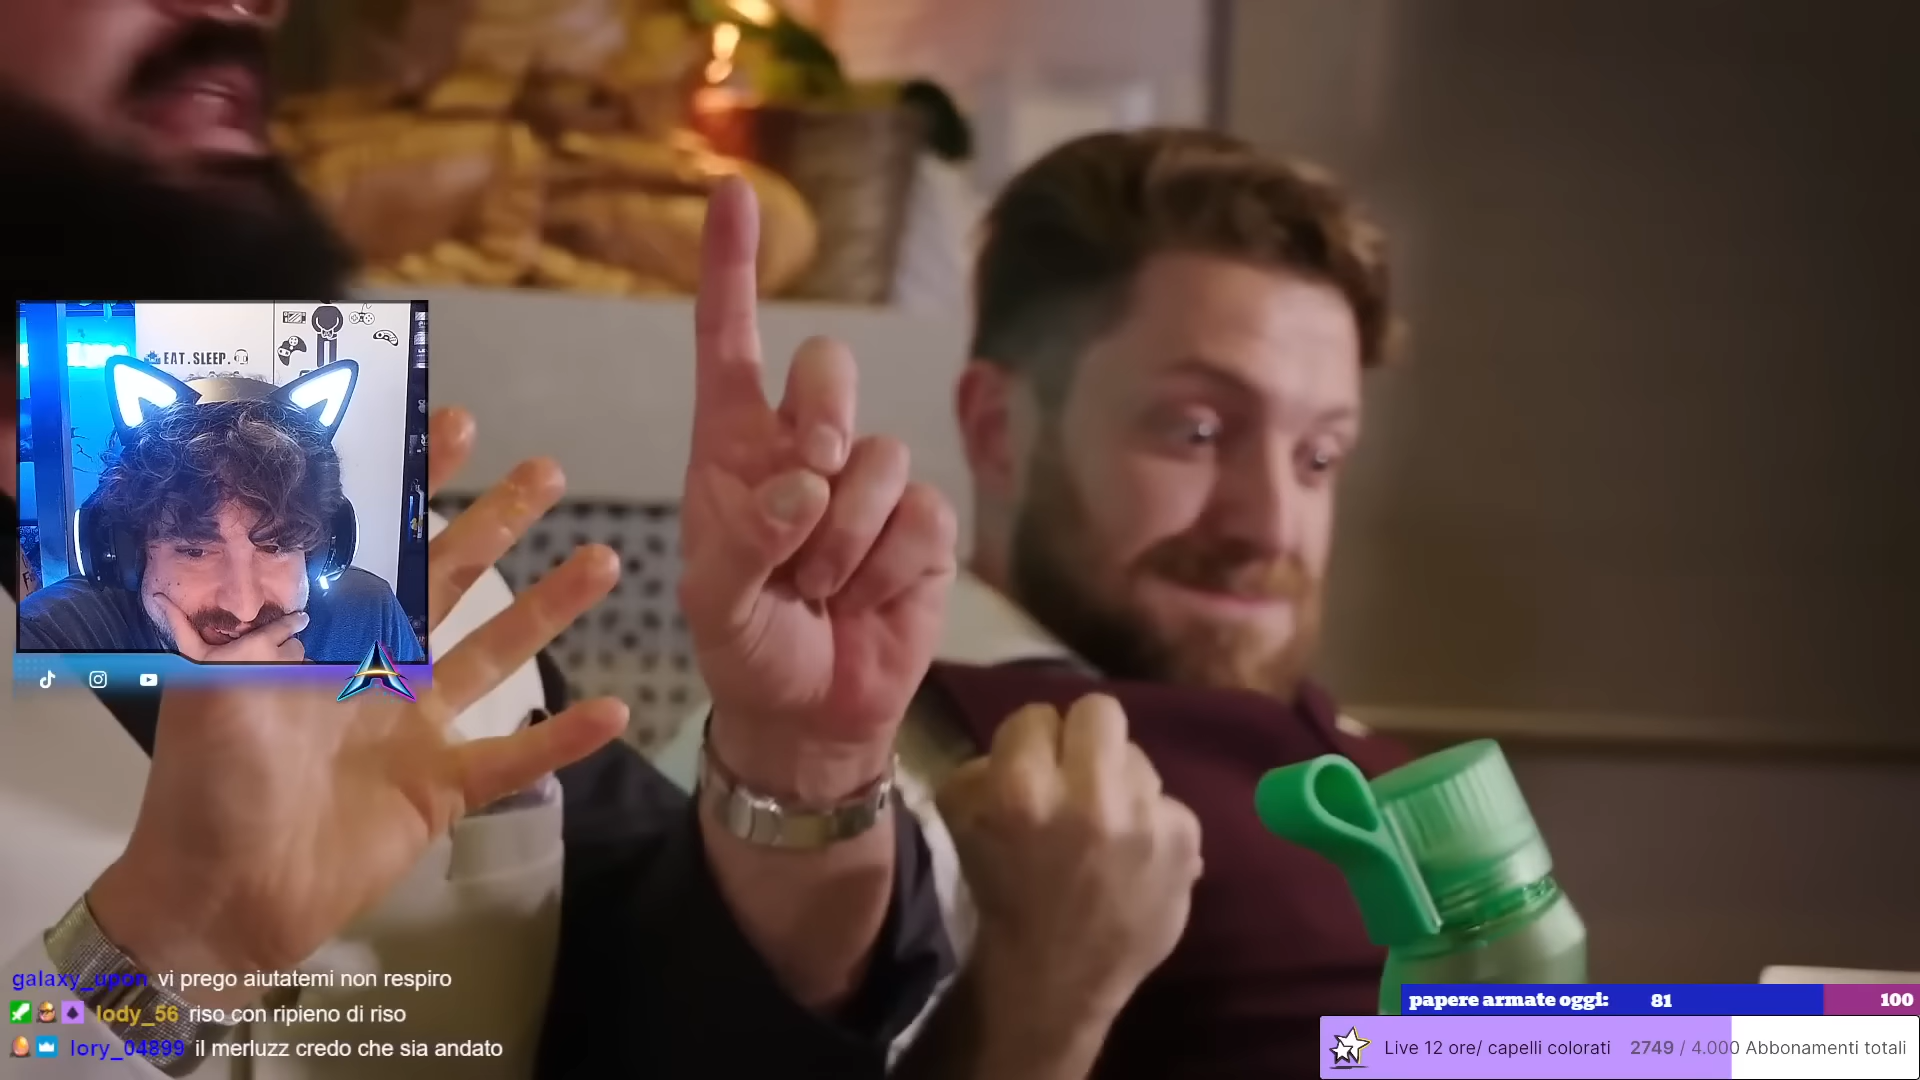 EAT.SLEEP.
galaxy_upon vi prego aiutatemi non respiro
lody_56 riso con ripieno di riso
lory_04899 il merluzz credo che sia andato
papere armate oggi: 81 100
Live 12 ore/ capelli colorati 2749 / 4.000 Abbonamenti totali